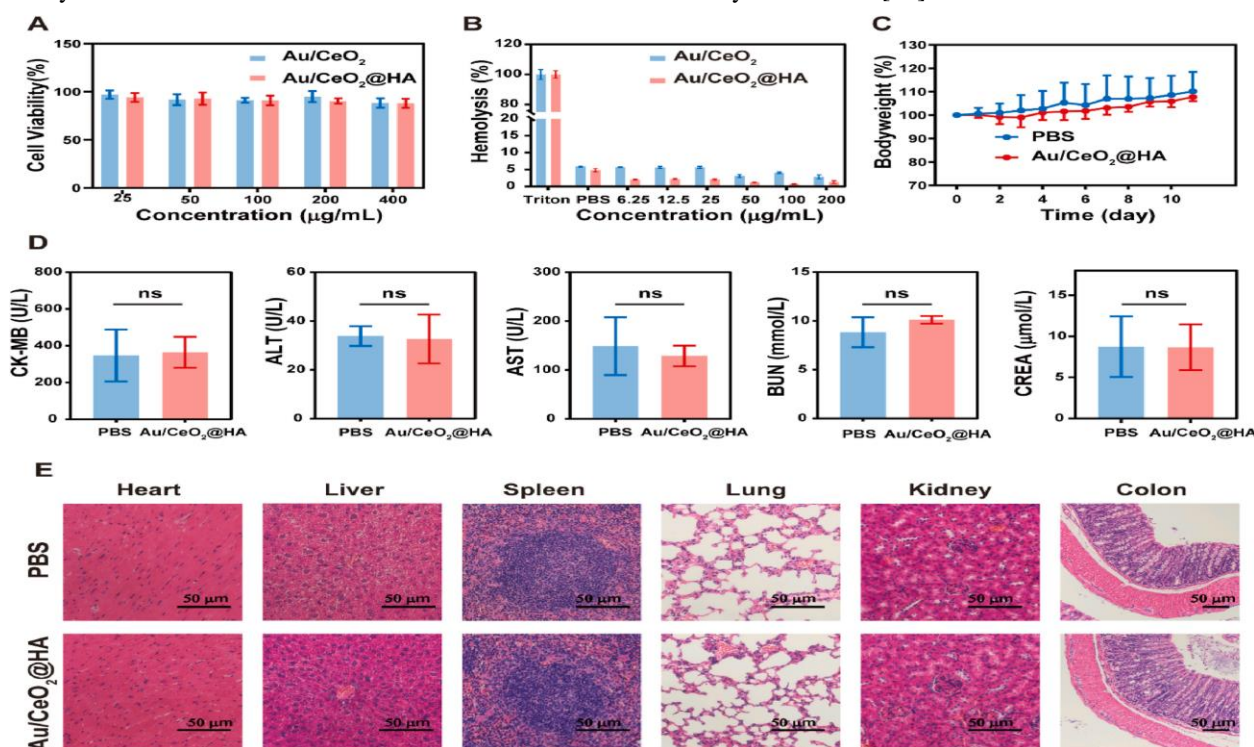 A
Cell Viability(%)
150
100
50
0
Au/CeO₂
Au/CeO₂@HA
25 50 100 200 400
Concentration (μg/mL)
B
Hemolysis (%)
120
100
80
20
15
10
5
0
Au/CeO₂
Au/CeO₂@HA
Triton PBS 6.25 12.5 25 50 100 200
Concentration (μg/mL)
C
Bodyweight (%)
130
120
110
100
90
80
70
PBS
Au/CeO₂@HA
0 2 4 6 8 10
Time (day)
D
CK-MB (U/L)
800
600
400
200
0
ns
PBS Au/CeO₂@HA
ALT (U/L)
60
40
20
0
ns
PBS Au/CeO₂@HA
AST (U/L)
300
200
100
0
ns
PBS Au/CeO₂@HA
BUN (mmol/L)
15
10
5
0
ns
PBS Au/CeO₂@HA
CREA (μmol/L)
15
10
5
0
ns
PBS Au/CeO₂@HA
E
Heart Liver Spleen Lung Kidney Colon
PBS
50 μm 50 μm 50 μm 50 μm 50 μm 50 μm
Au/CeO₂@HA
50 μm 50 μm 50 μm 50 μm 50 μm 50 μm